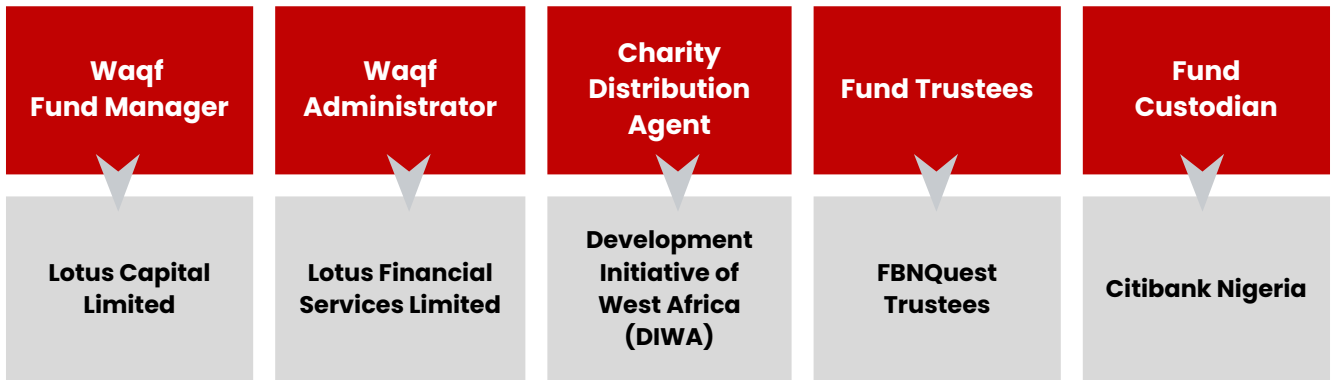 Waqf
Fund Manager
Waqf
Administrator
Charity
Distribution
Agent
Fund Trustees
Fund
Custodian
Lotus Capital
Limited
Lotus Financial
Services Limited
Development
Initiative of
West Africa
(DIWA)
FBNQuest
Trustees
Citibank Nigeria